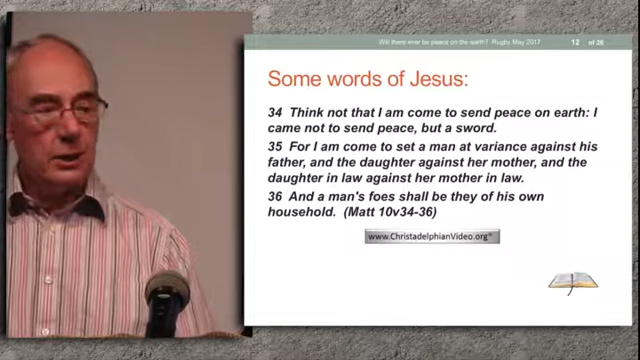 Will there ever be peace on the earth? Rugby May 2017
12 of 26
Some words of Jesus:
34 Think not that I am come to send peace on earth: I
came not to send peace, but a sword.
35 For I am come to set a man at variance against his
father, and the daughter against her mother, and the
daughter in law against her mother in law.
36 And a man's foes shall be they of his own
household. (Matt 10v34-36)
www.ChristadelphianVideo.org®